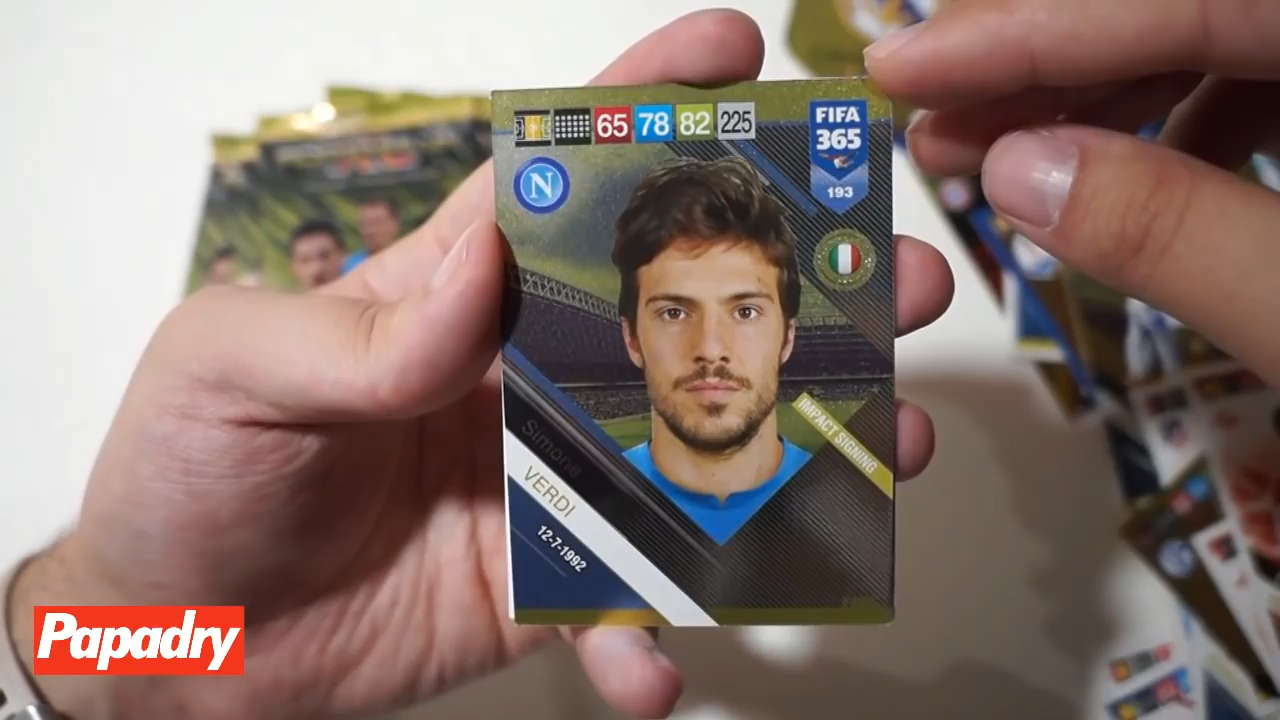 65 78 82 225
FIFA
365
193
N
IMPACT SIGNING
Simone
VERDI
12-7-1992
Papadry